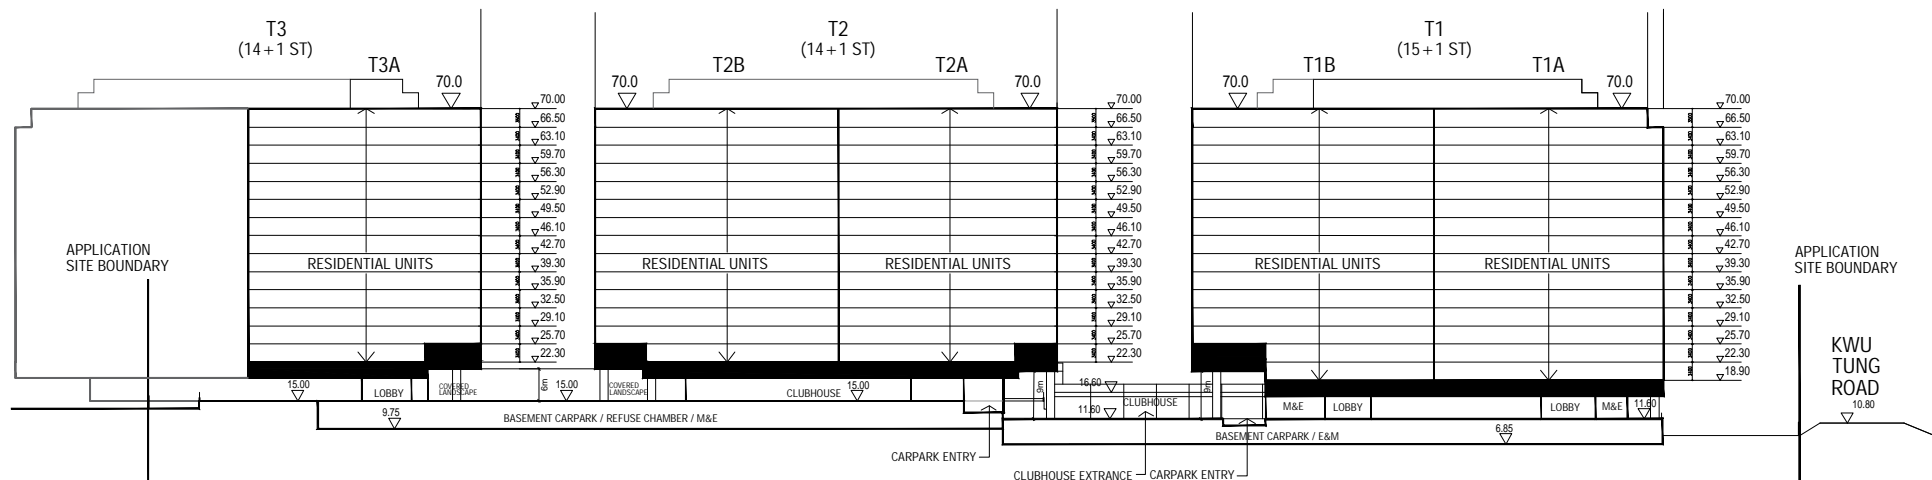 T3
(14+1 ST)
T3A
70.0
T2
(14+1 ST)
T2B
T2A
70.0
70.0
T1
(15+1 ST)
T1B
T1A
70.0
70.0
70.00
66.50
63.10
59.70
56.30
52.90
49.50
46.10
42.70
39.30
35.90
32.50
29.10
25.70
22.30
70.00
66.50
63.10
59.70
56.30
52.90
49.50
46.10
42.70
39.30
35.90
32.50
29.10
25.70
22.30
70.00
66.50
63.10
59.70
56.30
52.90
49.50
46.10
42.70
39.30
35.90
32.50
29.10
25.70
22.30
18.90
APPLICATION
SITE BOUNDARY
RESIDENTIAL UNITS
RESIDENTIAL UNITS
RESIDENTIAL UNITS
RESIDENTIAL UNITS
RESIDENTIAL UNITS
APPLICATION
SITE BOUNDARY
KWU
TUNG
ROAD
10.80
15.00
LOBBY
COVERED
LANDSCAPE
6m
15.00
COVERED
LANDSCAPE
CLUBHOUSE
15.00
9m
16.60
CLUBHOUSE
11.60
9m
M&E
LOBBY
LOBBY
M&E
11.60
9.75
BASEMENT CARPARK / REFUSE CHAMBER / M&E
BASEMENT CARPARK / E&M
6.85
CARPARK ENTRY
CLUBHOUSE EXTRANCE
CARPARK ENTRY